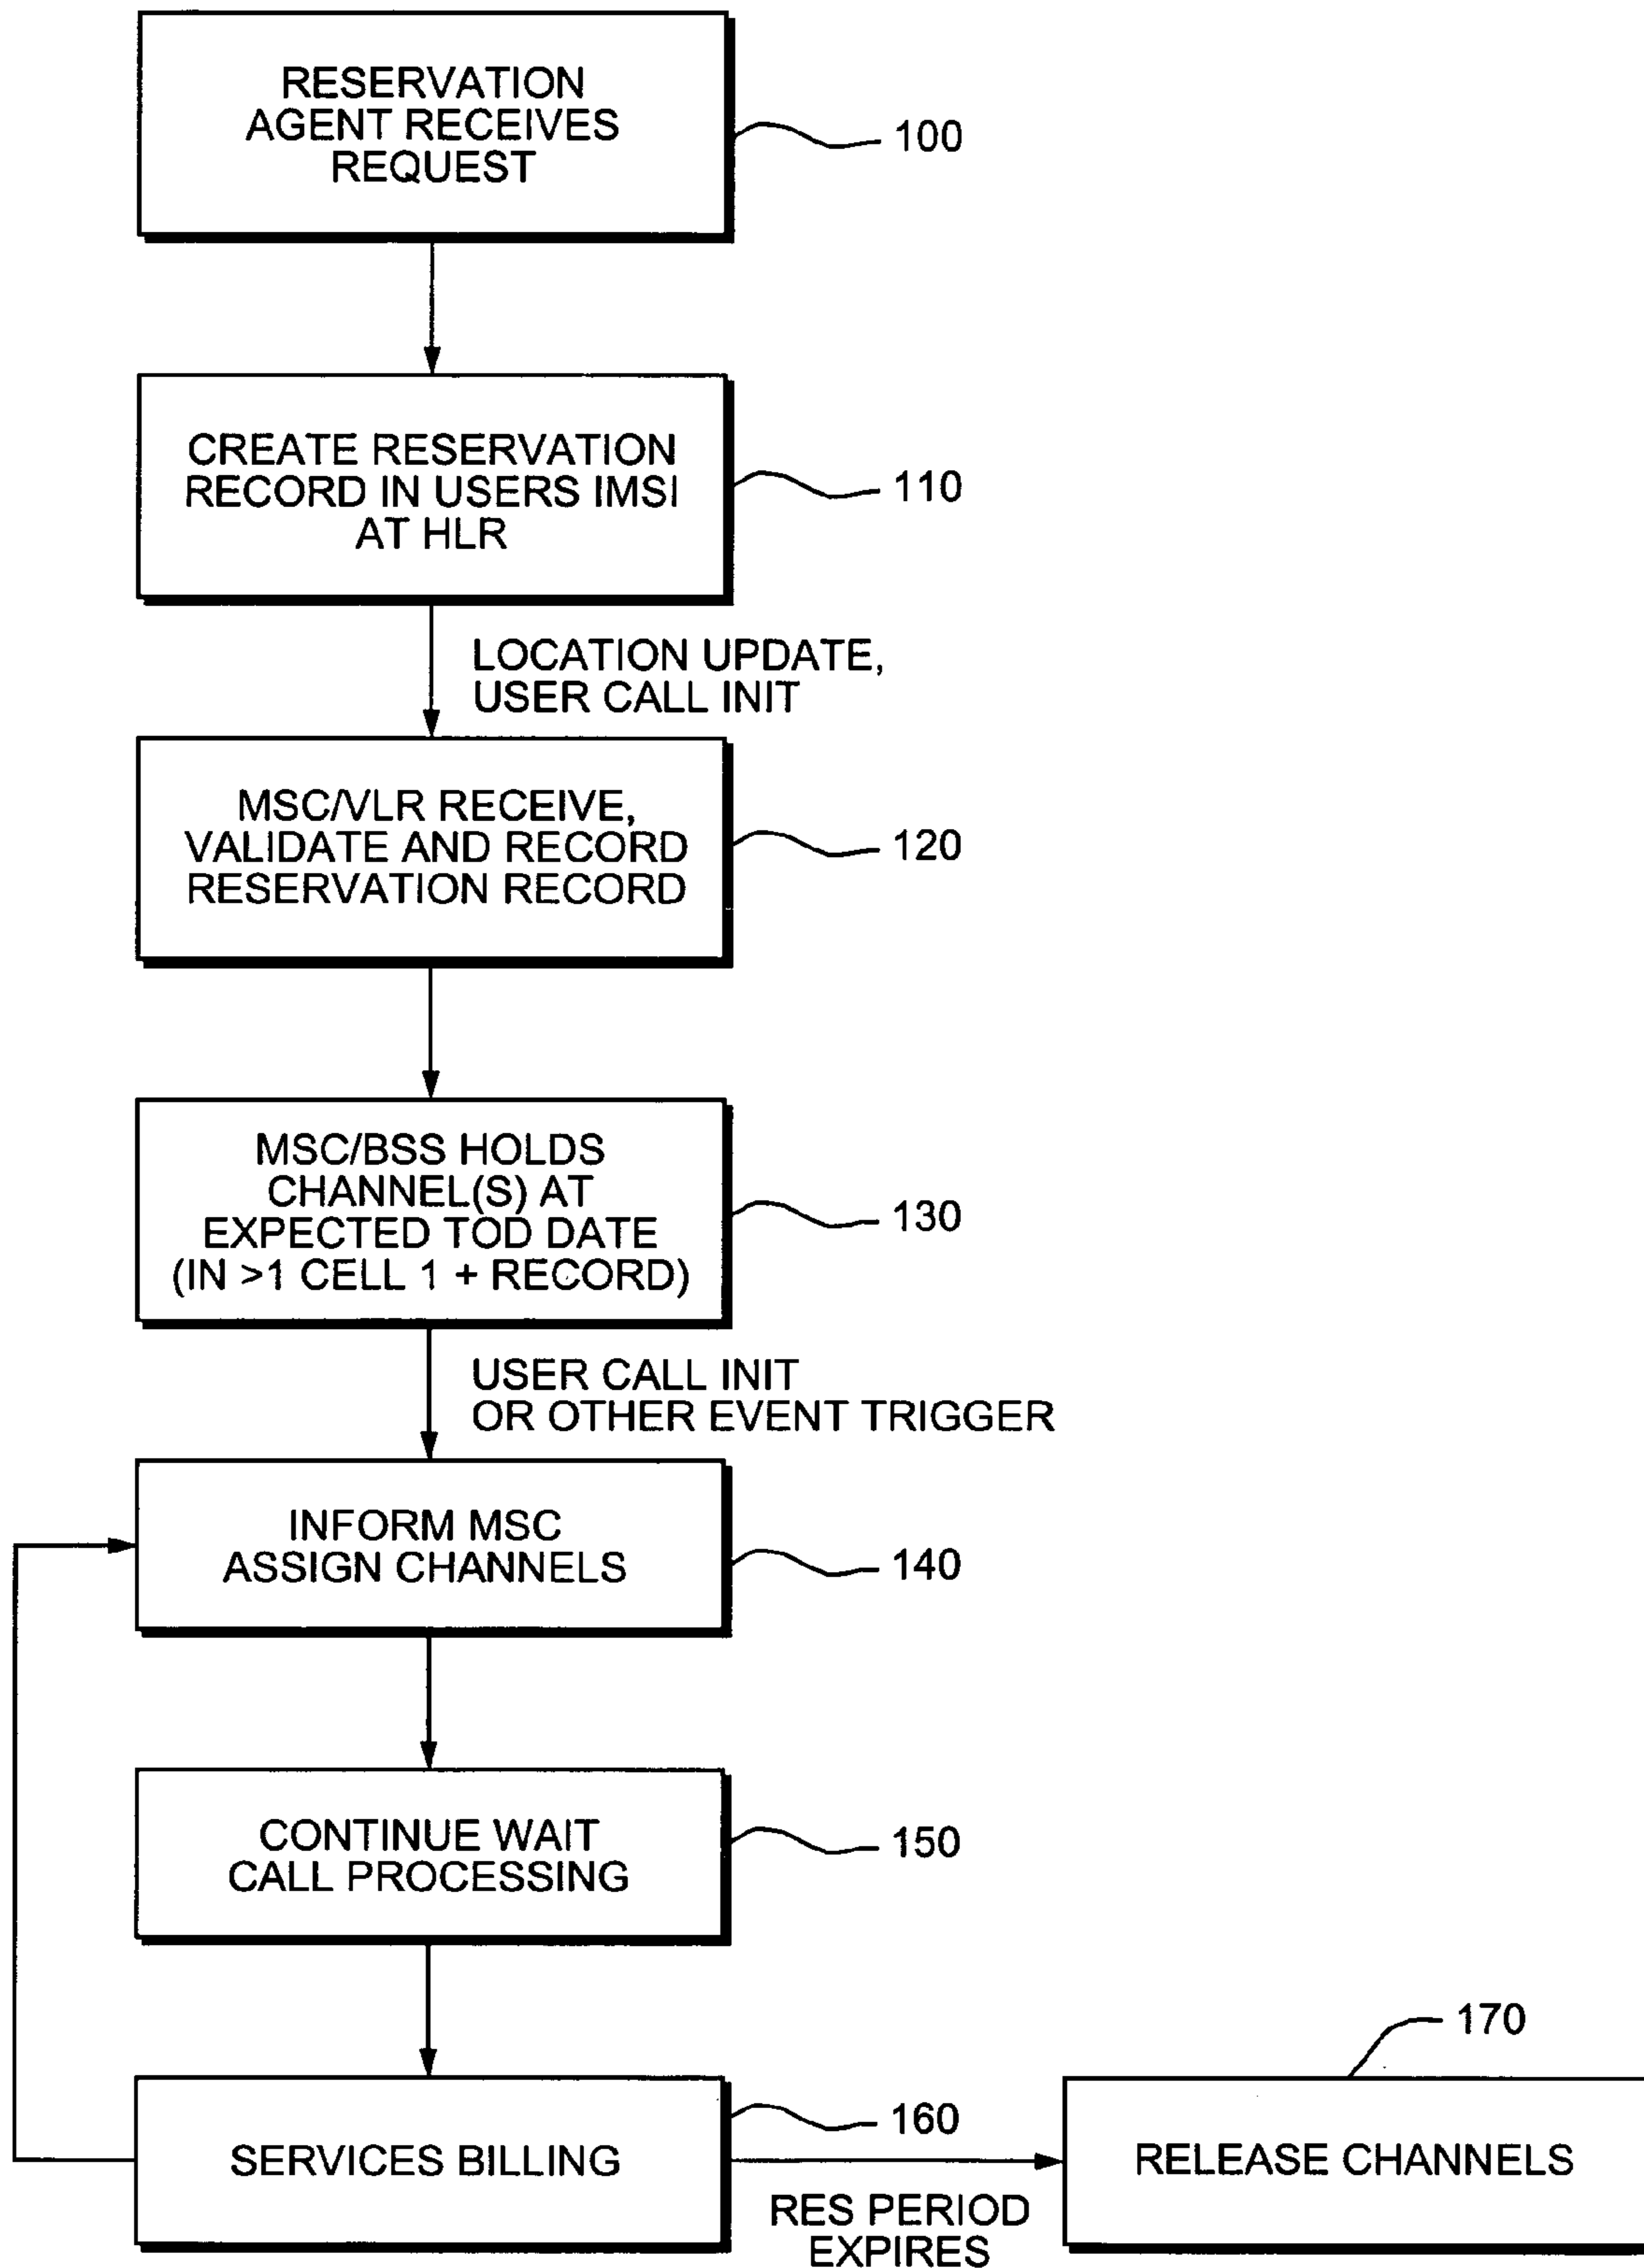 RESERVATION
AGENT RECEIVES
REQUEST
100
CREATE RESERVATION
RECORD IN USERS IMSI
AT HLR
110
LOCATION UPDATE,
USER CALL INIT
MSC/VLR RECEIVE,
VALIDATE AND RECORD
RESERVATION RECORD
120
MSC/BSS HOLDS
CHANNEL(S) AT
EXPECTED TOD DATE
(IN >1 CELL 1 + RECORD)
130
USER CALL INIT
OR OTHER EVENT TRIGGER
INFORM MSC
ASSIGN CHANNELS
140
CONTINUE WAIT
CALL PROCESSING
150
SERVICES BILLING
160
RES PERIOD
EXPIRES
170
RELEASE CHANNELS